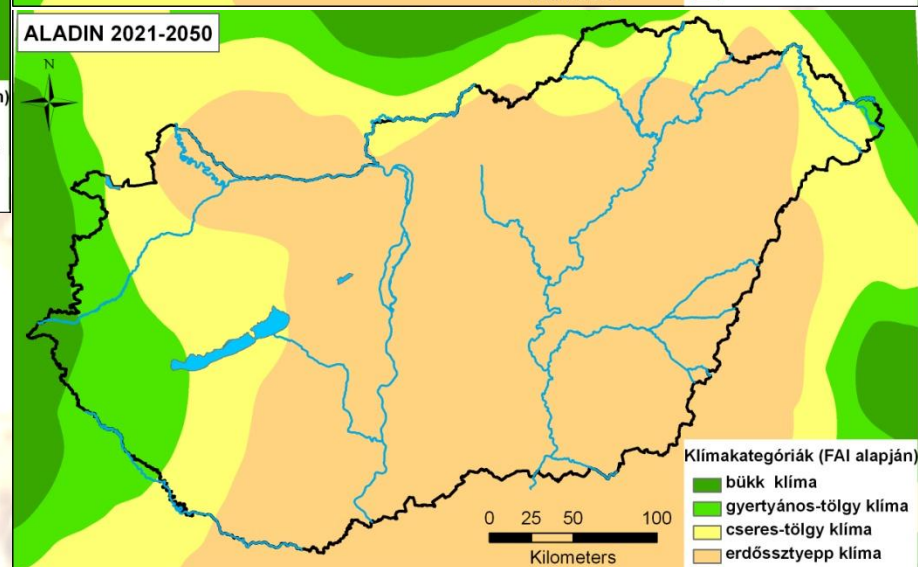 ALADIN 2021-2050
N
Klímakategóriák (FAI alapján)
bükk klíma
gyertyános-tölgy klíma
cseres-tölgy klíma
erdőssztyepp klíma
0 25 50 100
Kilometers